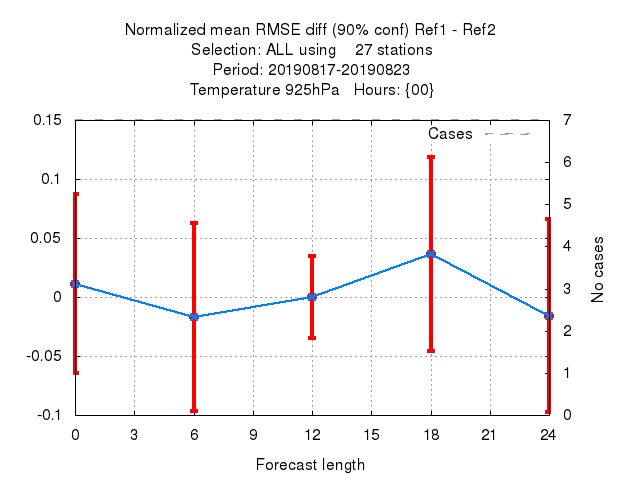 Normalized mean RMSE diff (90% conf) Ref1 - Ref2
Selection: ALL using    27 stations
Period: 20190817-20190823
Temperature 925hPa   Hours: {00}
Cases
0.15
0.1
0.05
0
-0.05
-0.1
7
6
5
4
3
2
1
0
No cases
0 3 6 9 12 15 18 21 24
Forecast length